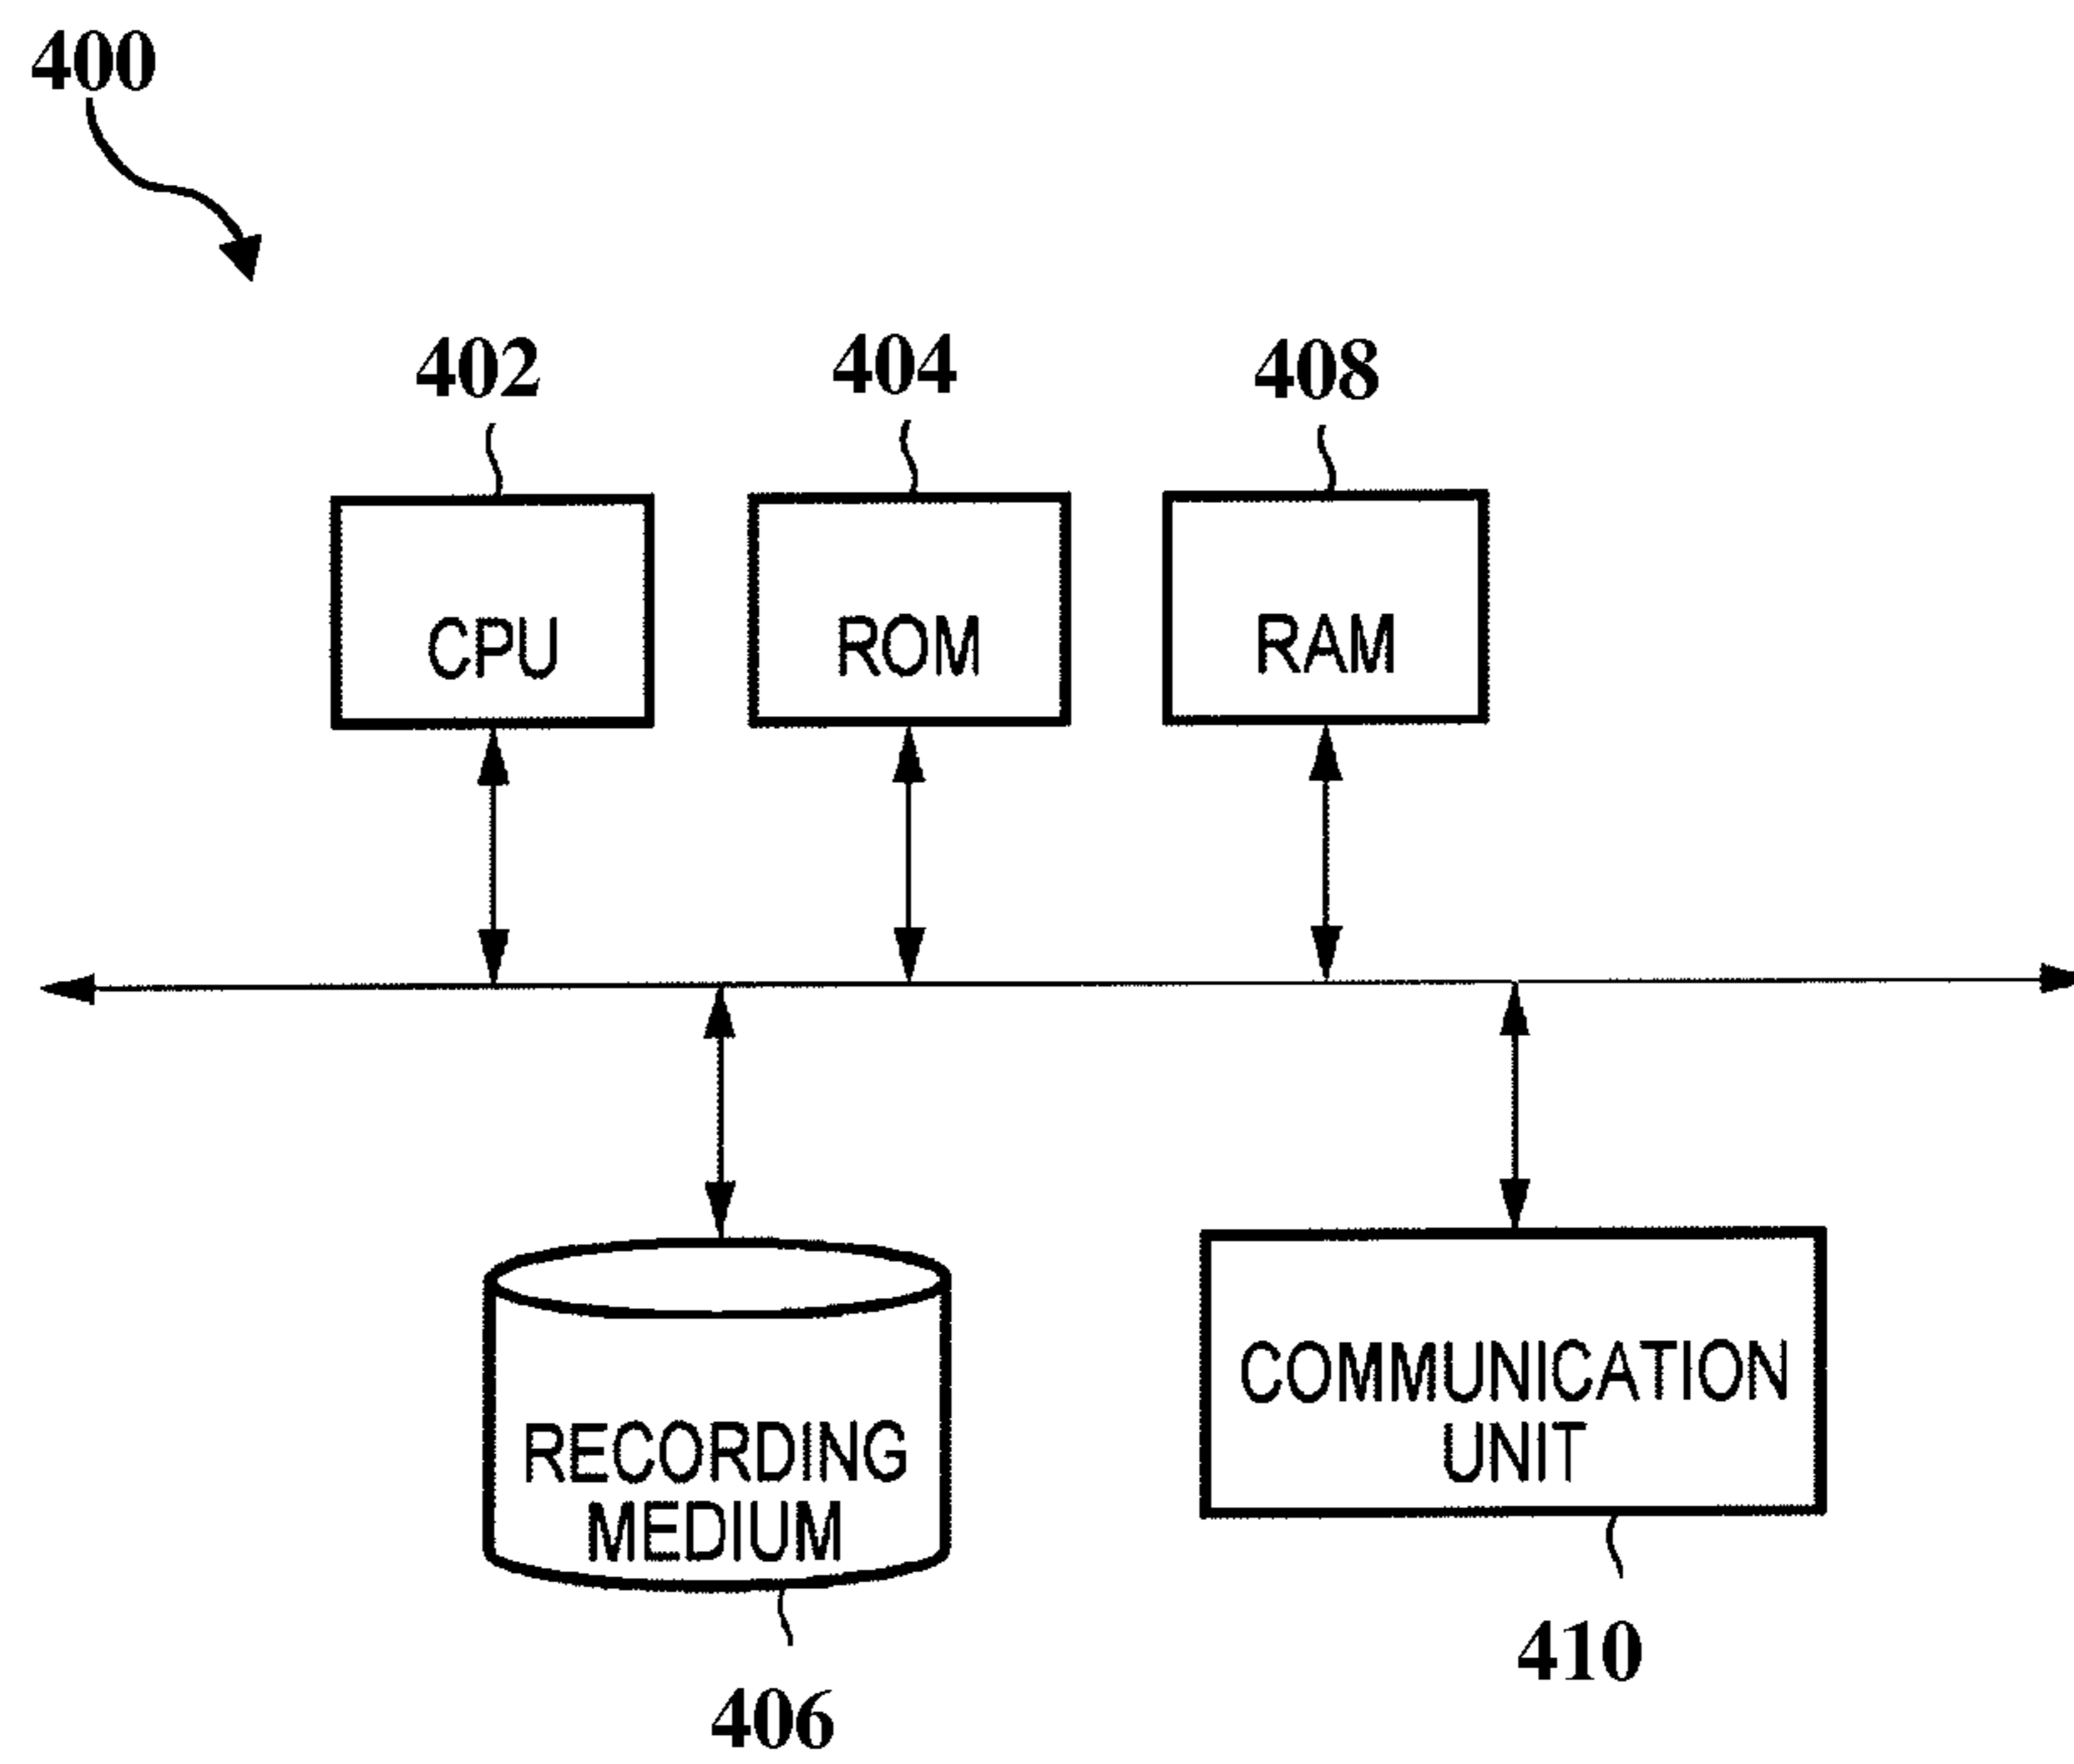 400
402
404
408
CPU
ROM
RAM
RECORDING
MEDIUM
COMMUNICATION
UNIT
406
410